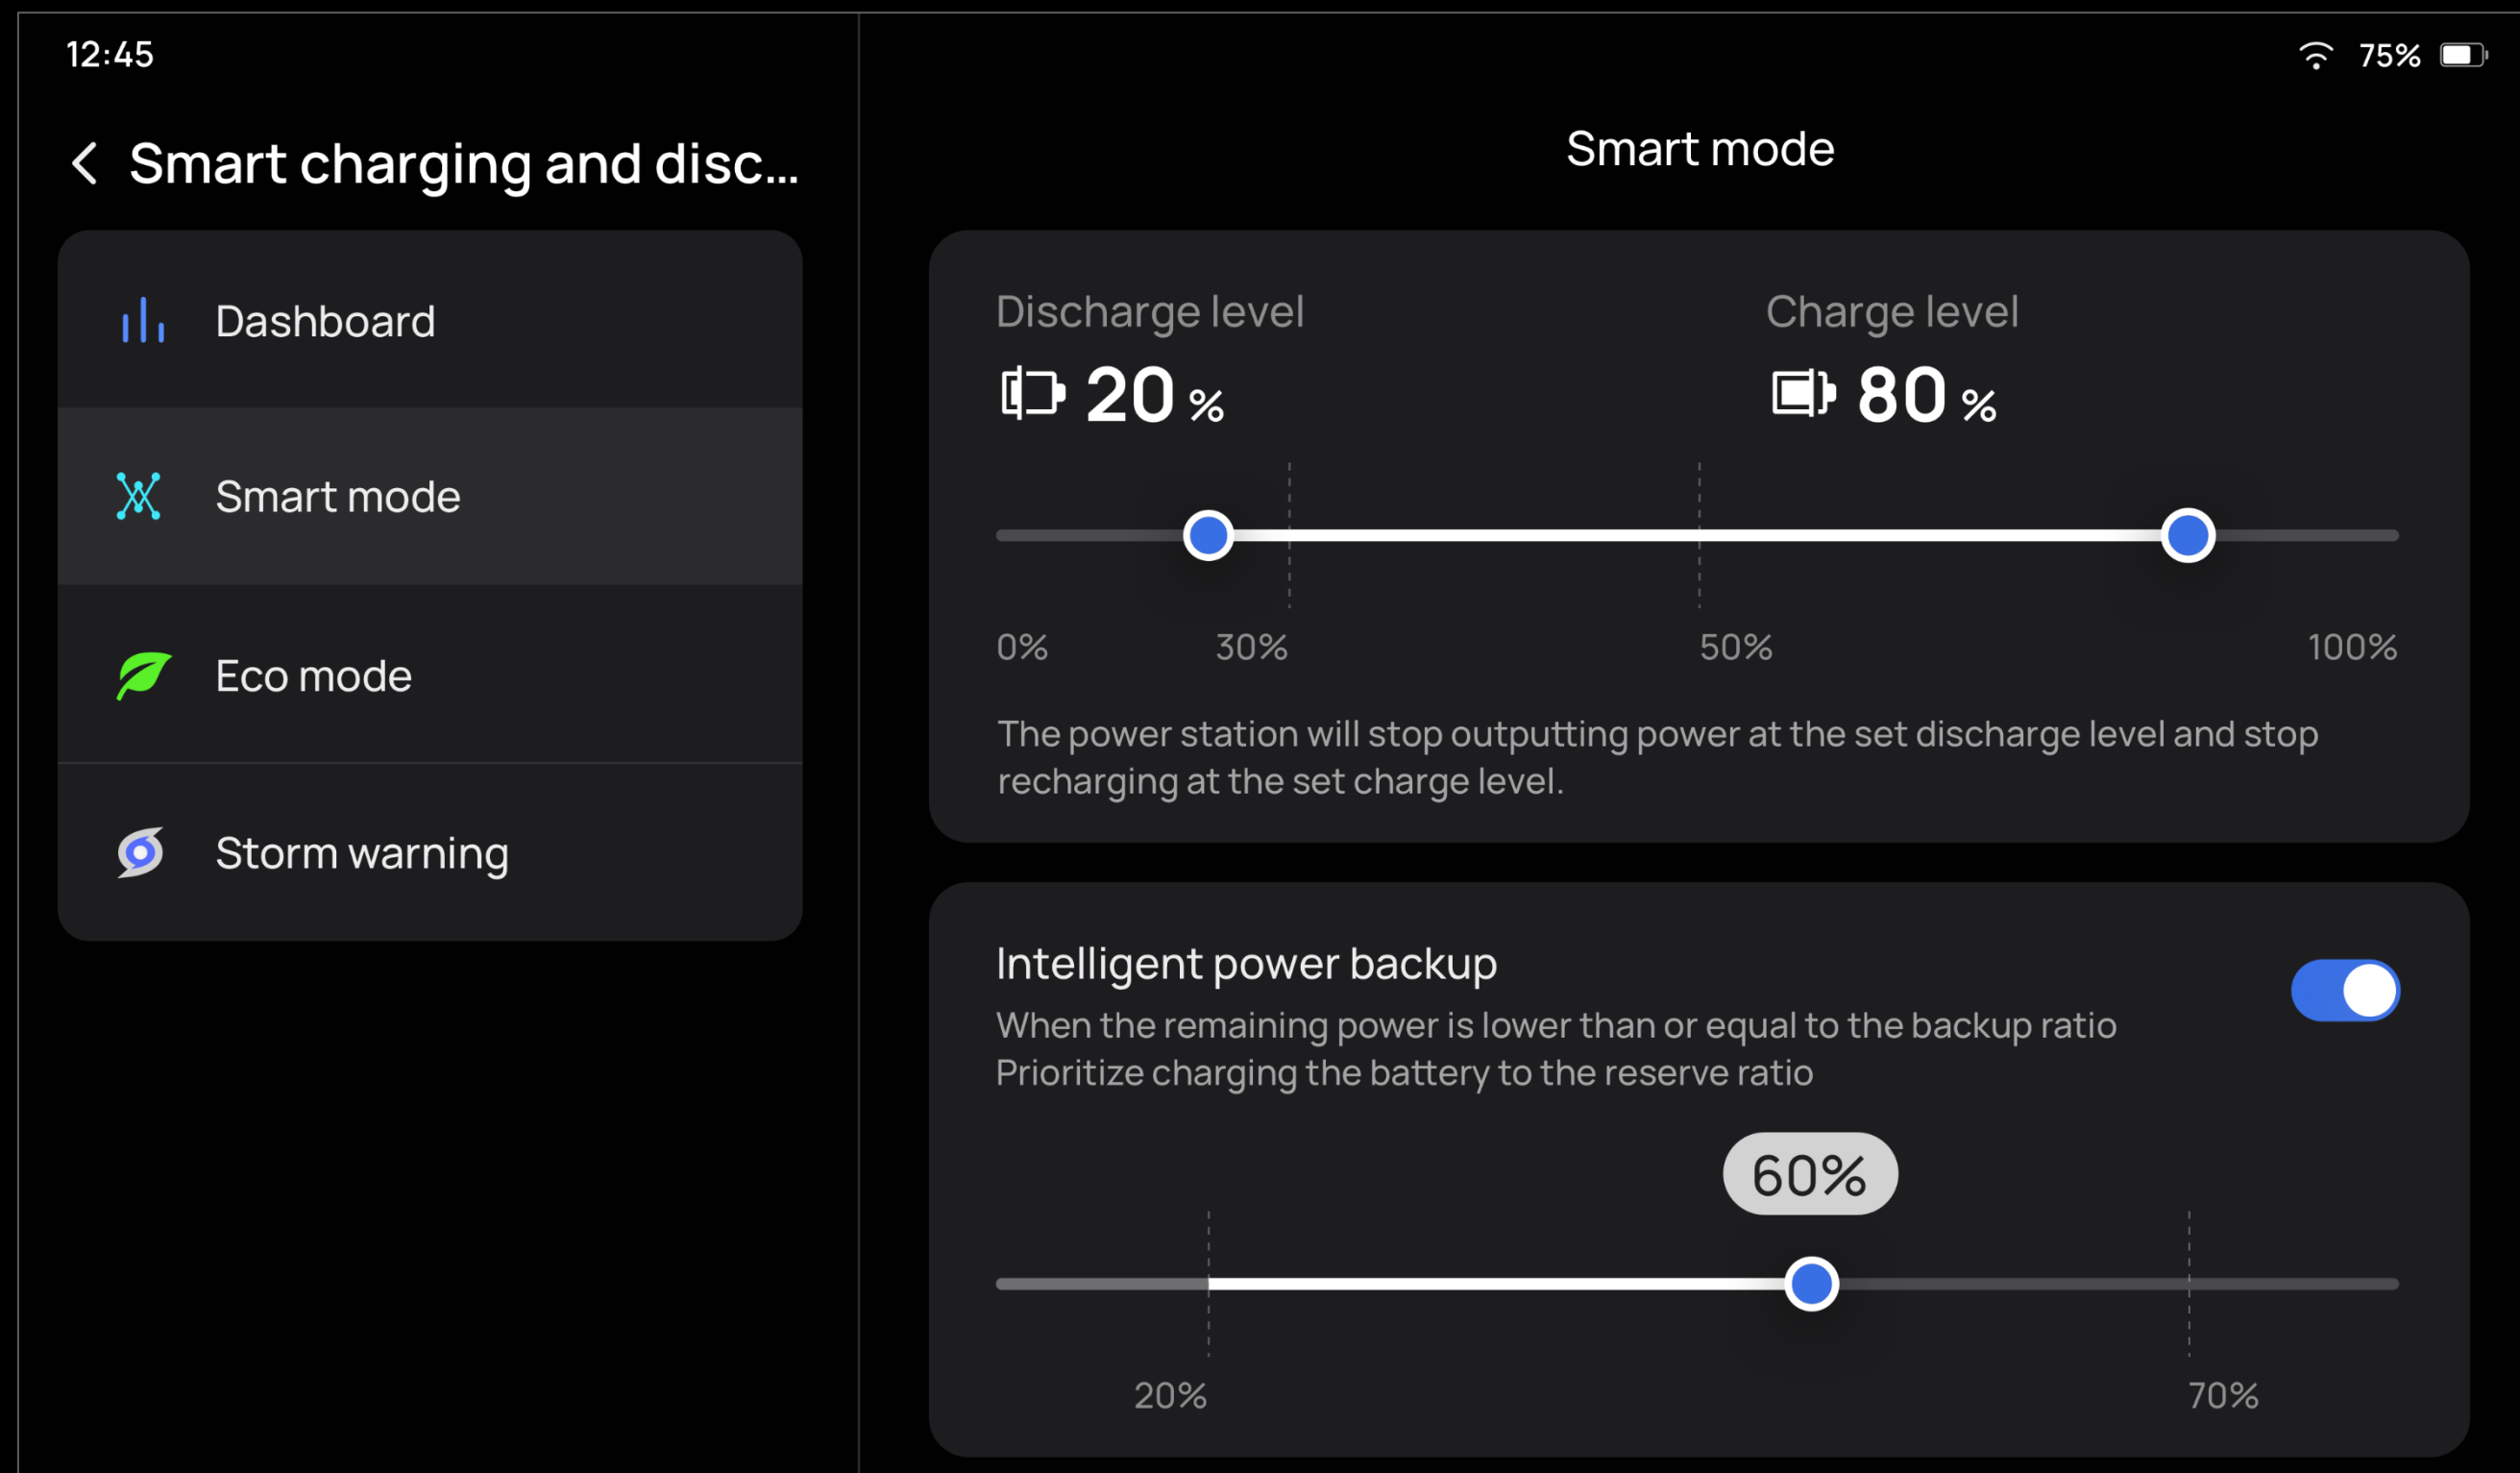 12:45
75%
Smart charging and disc...
Dashboard
Smart mode
Eco mode
Storm warning
Smart mode
Discharge level
20 %
Charge level
80 %
0%
30%
50%
100%
The power station will stop outputting power at the set discharge level and stop
recharging at the set charge level.
Intelligent power backup
When the remaining power is lower than or equal to the backup ratio
Prioritize charging the battery to the reserve ratio
60%
20%
70%